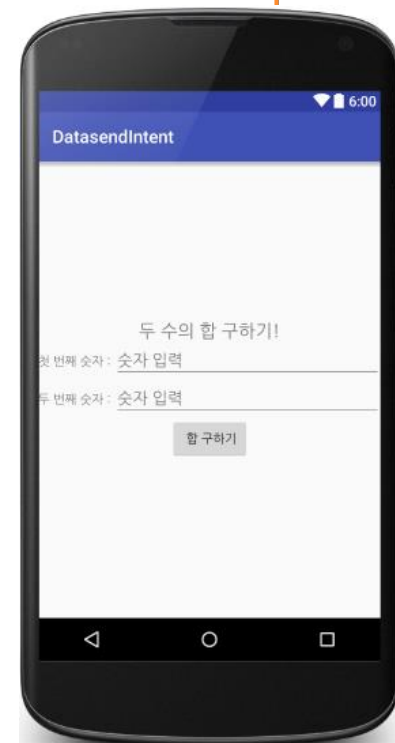 6:00
DatasendIntent
두 수의 합 구하기!
첫 번째 숫자 : 숫자 입력
두 번째 숫자 : 숫자 입력
합 구하기